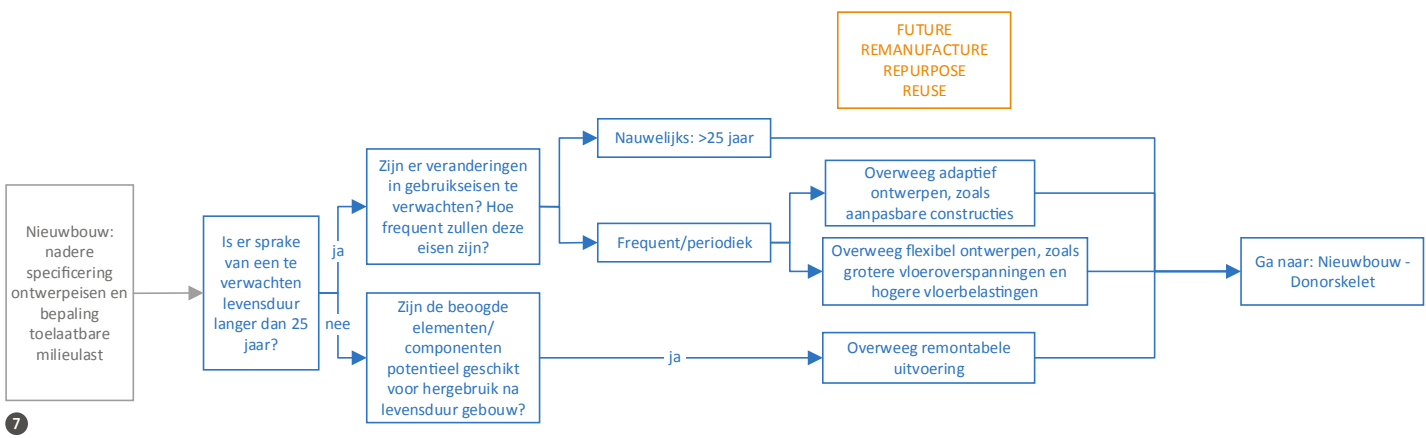 FUTURE
REMANUFACTURE
REPURPOSE
REUSE
Nieuwbouw:
nadere
specificering
ontwerpeisen en
bepaling
toelaatbare
milieulast
Is er sprake
van een te
verwachten
levensduur
langer dan 25
jaar?
ja
nee
Zijn er veranderingen
in gebruikseisen te
verwachten? Hoe
frequent zullen deze
eisen zijn?
Zijn de beoogde
elementen/
componenten
potentieel geschikt
voor hergebruik na
levensduur gebouw?
Nauwelijks: >25 jaar
Frequent/periodiek
ja
Overweeg adaptief
ontwerpen, zoals
aanpasbare constructies
Overweeg flexibel ontwerpen, zoals
grotere vloeroverspanningen en
hogere vloerbelastingen
Overweeg remontabele
uitvoering
Ga naar: Nieuwbouw -
Donorskelet
7